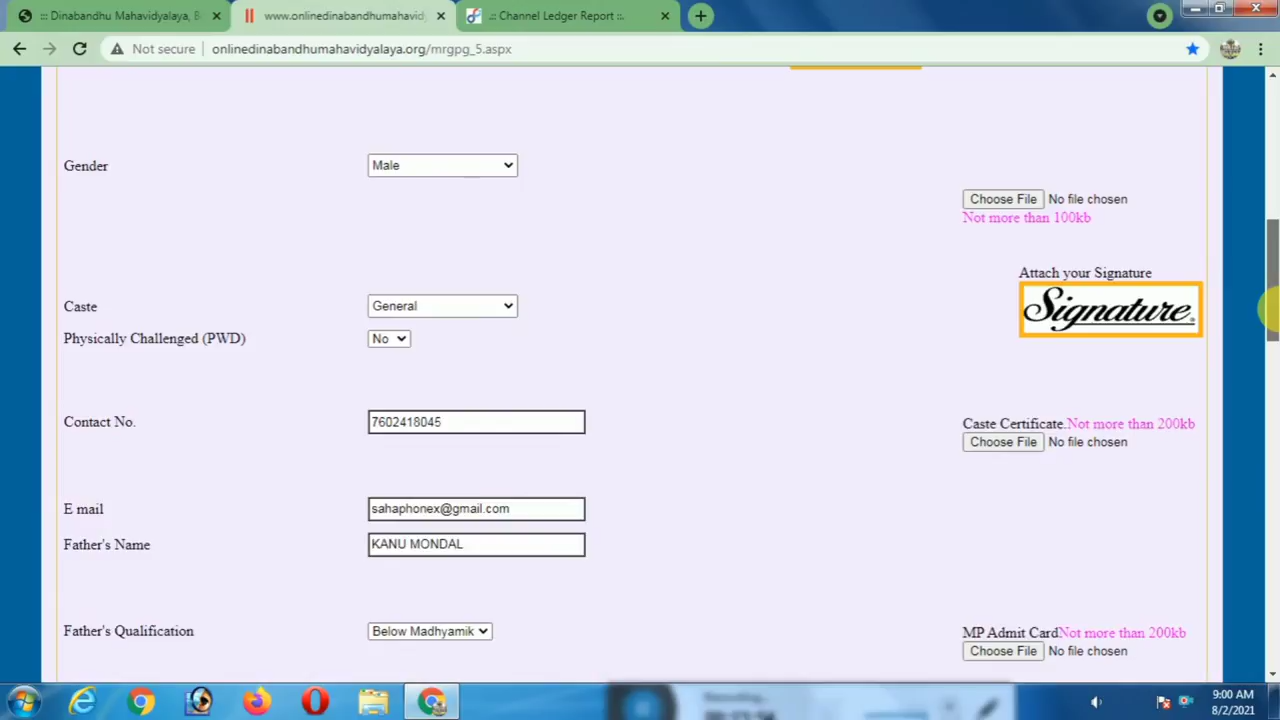 ::: Dinabandhu Mahavidyalaya, B
www.onlinedinabandhumahavid
.:: Channel Ledger Report ::.
Not secure
onlinedinabandhumahavidyalaya.org/mrgpg_5.aspx
Gender
Male
Choose File No file chosen
Not more than 100kb
Attach your Signature
Signature.
Caste
General
Physically Challenged (PWD)
No
Contact No.
7602418045
Caste Certificate.Not more than 200kb
Choose File No file chosen
E mail
sahaphonex@gmail.com
Father's Name
KANU MONDAL
Father's Qualification
Below Madhyamik
MP Admit Card Not more than 200kb
Choose File No file chosen
9:00 AM
8/2/2021